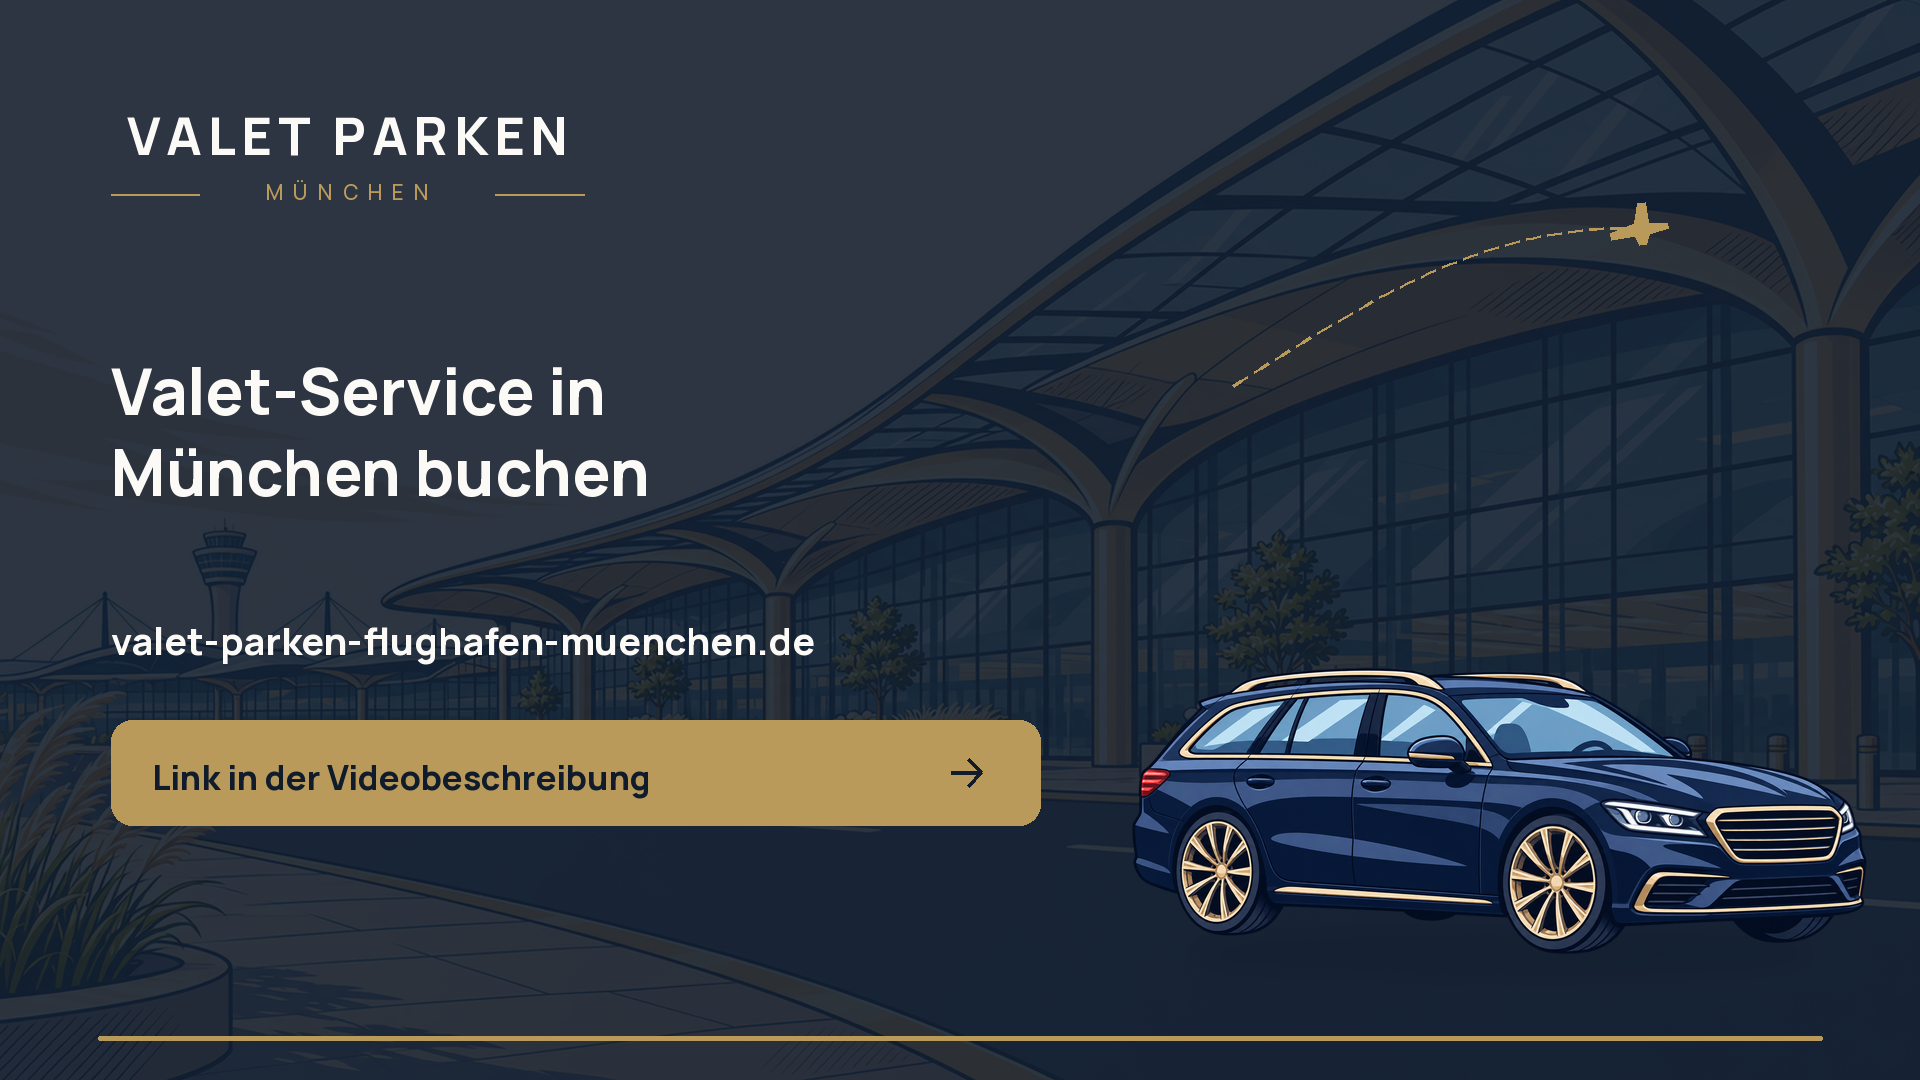 VALET PARKEN
MÜNCHEN
Valet-Service in
München buchen
valet-parken-flughafen-muenchen.de
Link in der Videobeschreibung